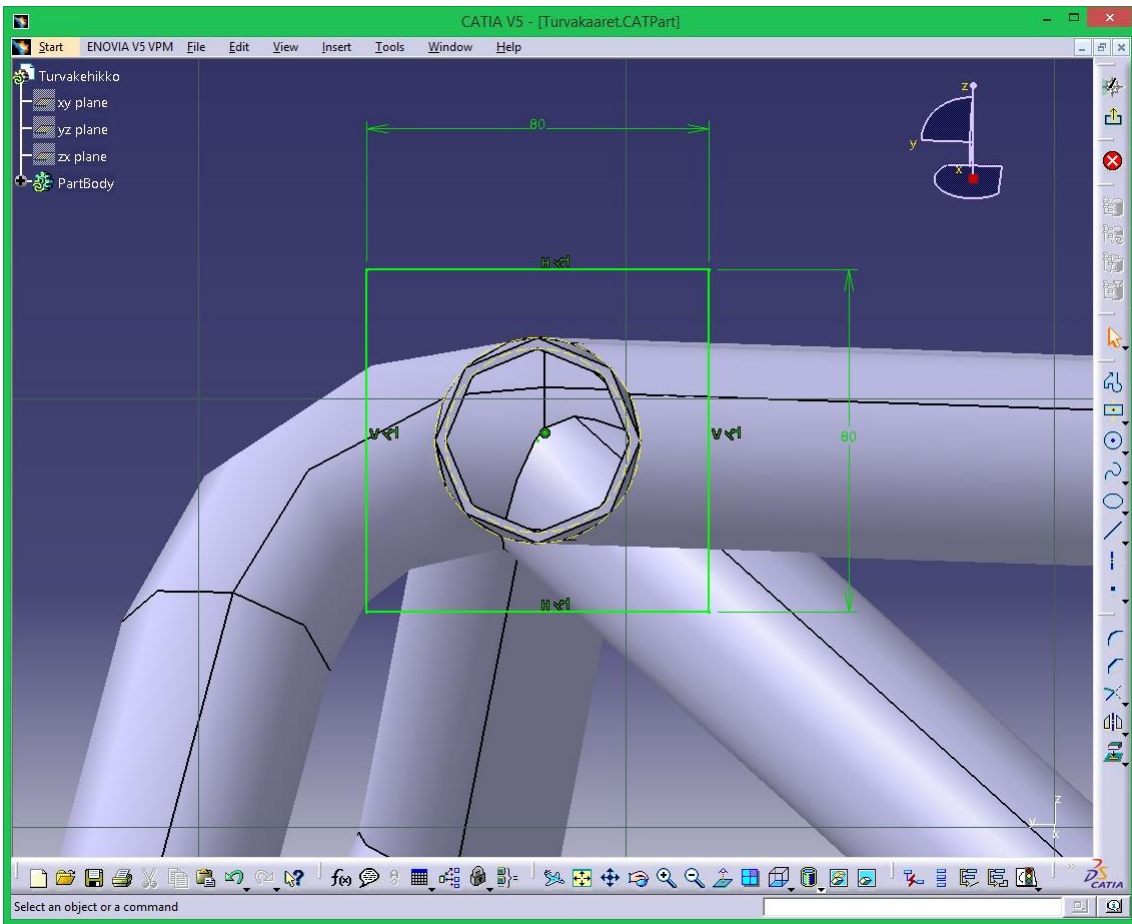 CATIA V5 - [Turvakaaret.CATPart]
Start ENOVIA V5 VPM File Edit View Insert Tools Window Help
Turvakehikko
xy plane
yz plane
zx plane
PartBody
z
y
x
80
H
V
V
80
H
z
y
x
f(x)
DS CATIA
Select an object or a command